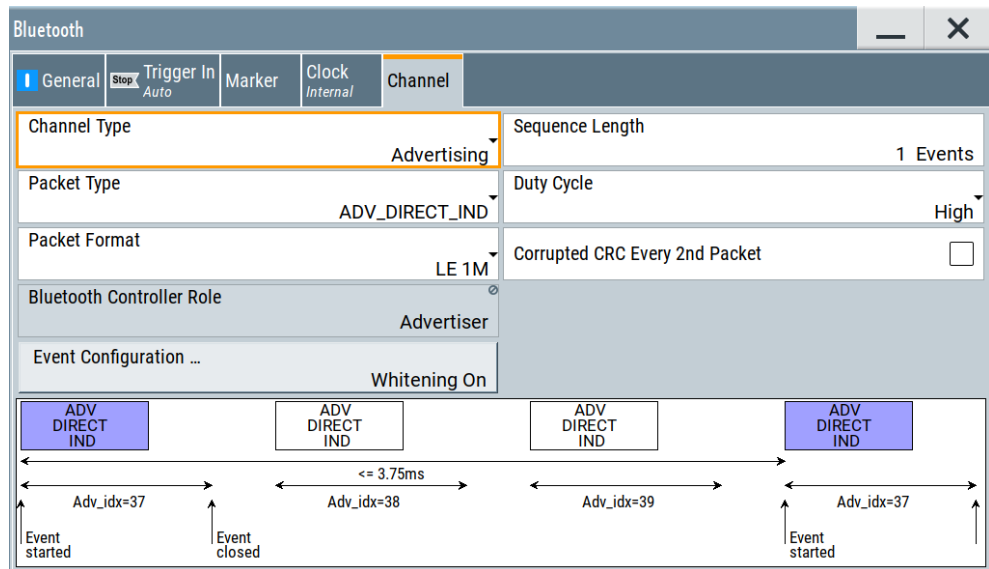 Bluetooth
General
Stop
Trigger In
Auto
Marker
Clock
Internal
Channel
Channel Type
Advertising
Sequence Length
1 Events
Packet Type
ADV_DIRECT_IND
Duty Cycle
High
Packet Format
LE 1M
Corrupted CRC Every 2nd Packet
Bluetooth Controller Role
Advertiser
Event Configuration ...
Whitening On
ADV
DIRECT
IND
ADV
DIRECT
IND
ADV
DIRECT
IND
ADV
DIRECT
IND
<= 3.75ms
Adv_idx=37
Adv_idx=38
Adv_idx=39
Adv_idx=37
Event
started
Event
closed
Event
started